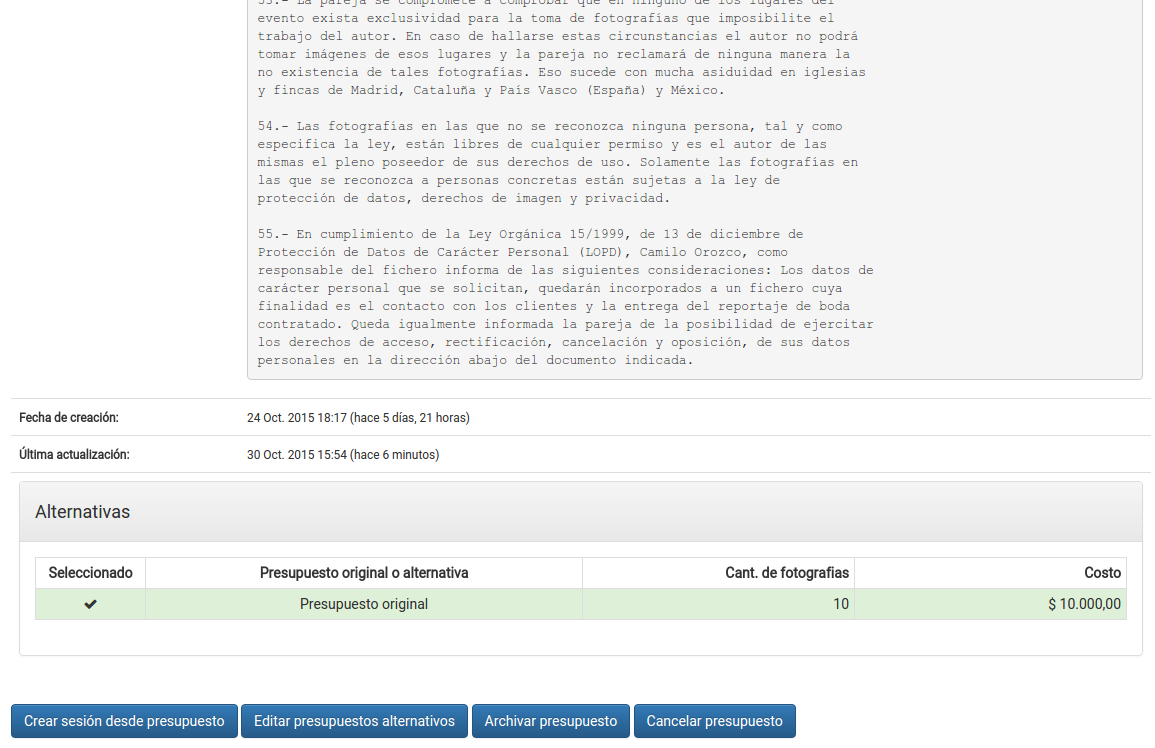 53.- La pareja se compromete a comprobar que en ninguno de los lugares del
evento exista exclusividad para la toma de fotografías que imposibilite el
trabajo del autor. En caso de hallarse estas circunstancias el autor no podrá
tomar imágenes de esos lugares y la pareja no reclamará de ninguna manera la
no existencia de tales fotografías. Eso sucede con mucha asiduidad en iglesias
y fincas de Madrid, Cataluña y País Vasco (España) y México.
54.- Las fotografías en las que no se reconozca ninguna persona, tal y como
especifica la ley, están libres de cualquier permiso y es el autor de las
mismas el pleno poseedor de sus derechos de uso. Solamente las fotografías en
las que se reconozca a personas concretas están sujetas a la ley de
protección de datos, derechos de imagen y privacidad.
55.- En cumplimiento de la Ley Orgánica 15/1999, de 13 de diciembre de
Protección de Datos de Carácter Personal (LOPD), Camilo Orozco, como
responsable del fichero informa de las siguientes consideraciones: Los datos de
carácter personal que se solicitan, quedarán incorporados a un fichero cuya
finalidad es el contacto con los clientes y la entrega del reportaje de boda
contratado. Queda igualmente informada la pareja de la posibilidad de ejercitar
los derechos de acceso, rectificación, cancelación y oposición, de sus datos
personales en la dirección abajo del documento indicada.
Fecha de creación: 24 Oct. 2015 18:17 (hace 5 días, 21 horas)
Última actualización: 30 Oct. 2015 15:54 (hace 6 minutos)
Alternativas
Seleccionado Presupuesto original o alternativa Cant. de fotografias Costo
✔ Presupuesto original 10 $ 10.000,00
Crear sesión desde presupuesto Editar presupuestos alternativos Archivar presupuesto Cancelar presupuesto